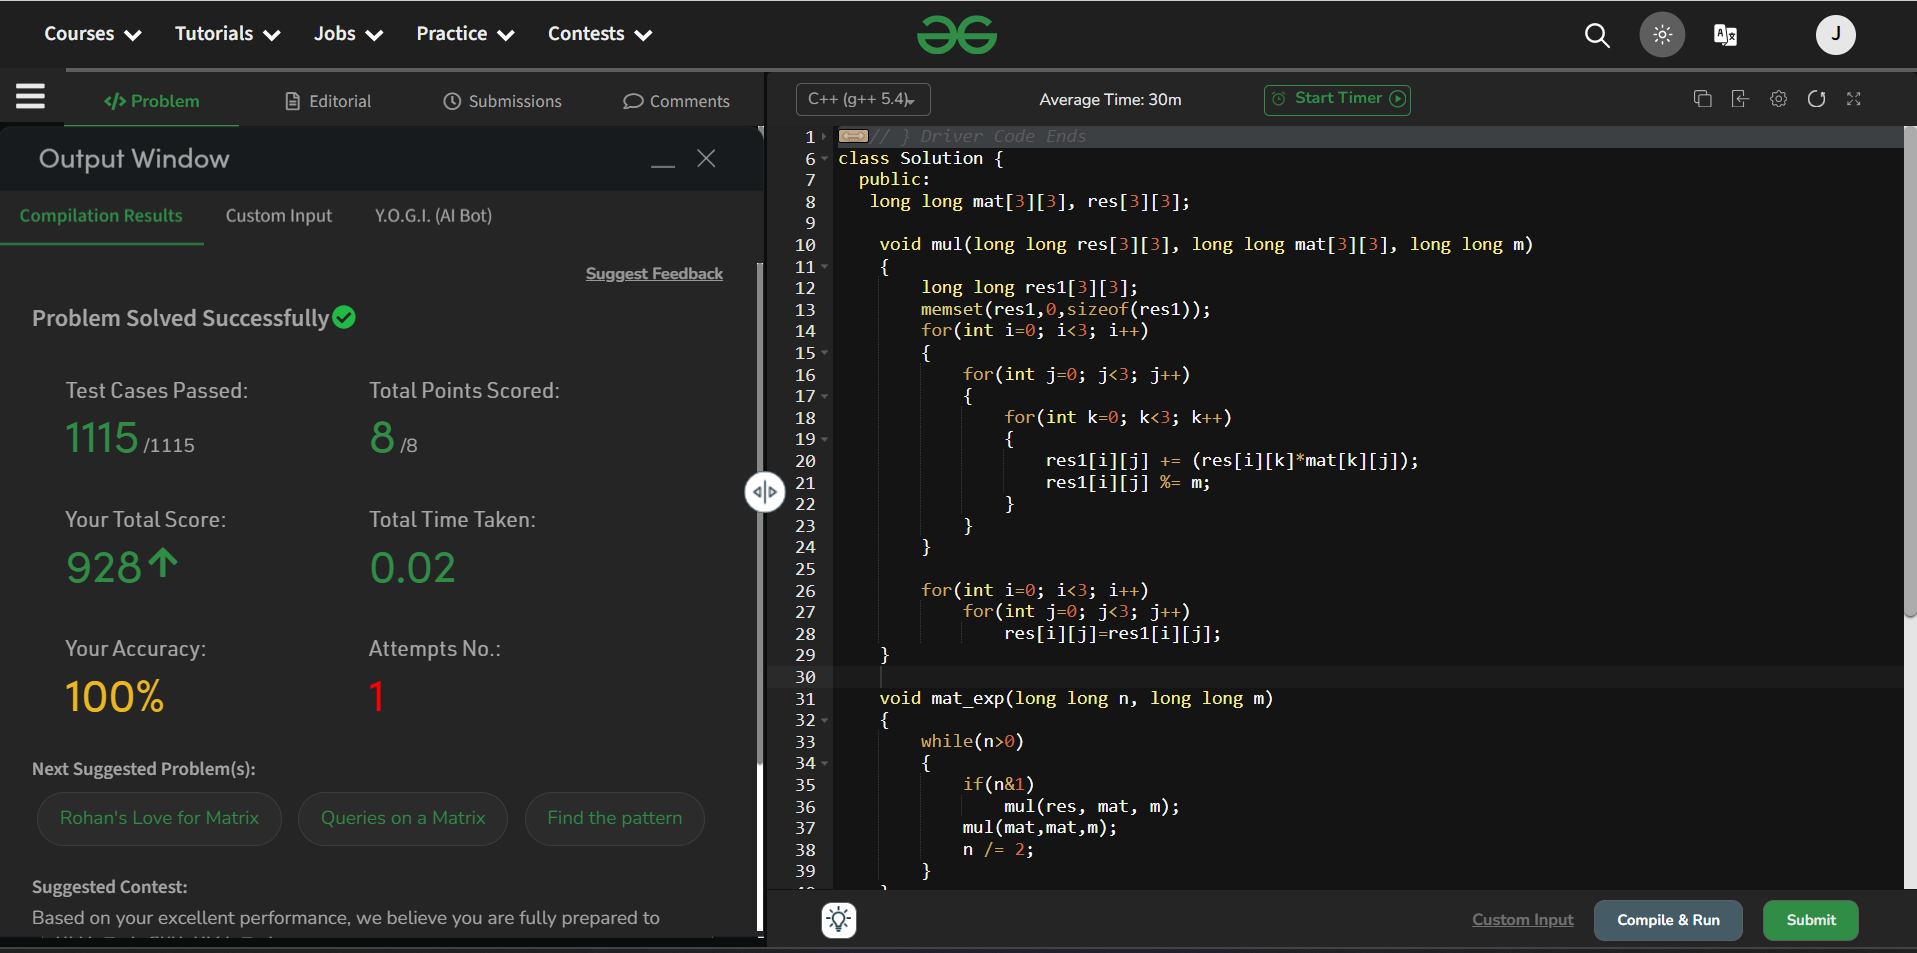 Courses Tutorials Jobs Practice Contests
J
Problem Editorial Submissions Comments
C++ (g++ 5.4) Average Time: 30m Start Timer
Output Window
Compilation Results Custom Input Y.O.G.I. (AI Bot)
Suggest Feedback
Problem Solved Successfully
Test Cases Passed: Total Points Scored:
1115 /1115 8 /8
Your Total Score: Total Time Taken:
928 0.02
Your Accuracy: Attempts No.:
100% 1
Next Suggested Problem(s):
Rohan's Love for Matrix Queries on a Matrix Find the pattern
Suggested Contest:
Based on your excellent performance, we believe you are fully prepared to
1 // } Driver Code Ends
6 class Solution {
7 public:
8 long long mat[3][3], res[3][3];
9
10 void mul(long long res[3][3], long long mat[3][3], long long m)
11 {
12 long long res1[3][3];
13 memset(res1,0,sizeof(res1));
14 for(int i=0; i<3; i++)
15 {
16 for(int j=0; j<3; j++)
17 {
18 for(int k=0; k<3; k++)
19 {
20 res1[i][j] += (res[i][k]*mat[k][j]);
21 res1[i][j] %= m;
22 }
23 }
24 }
25
26 for(int i=0; i<3; i++)
27 for(int j=0; j<3; j++)
28 res[i][j]=res1[i][j];
29 }
30
31 void mat_exp(long long n, long long m)
32 {
33 while(n>0)
34 {
35 if(n&1)
36 mul(res, mat, m);
37 mul(mat,mat,m);
38 n /= 2;
39 }
Custom Input Compile & Run Submit